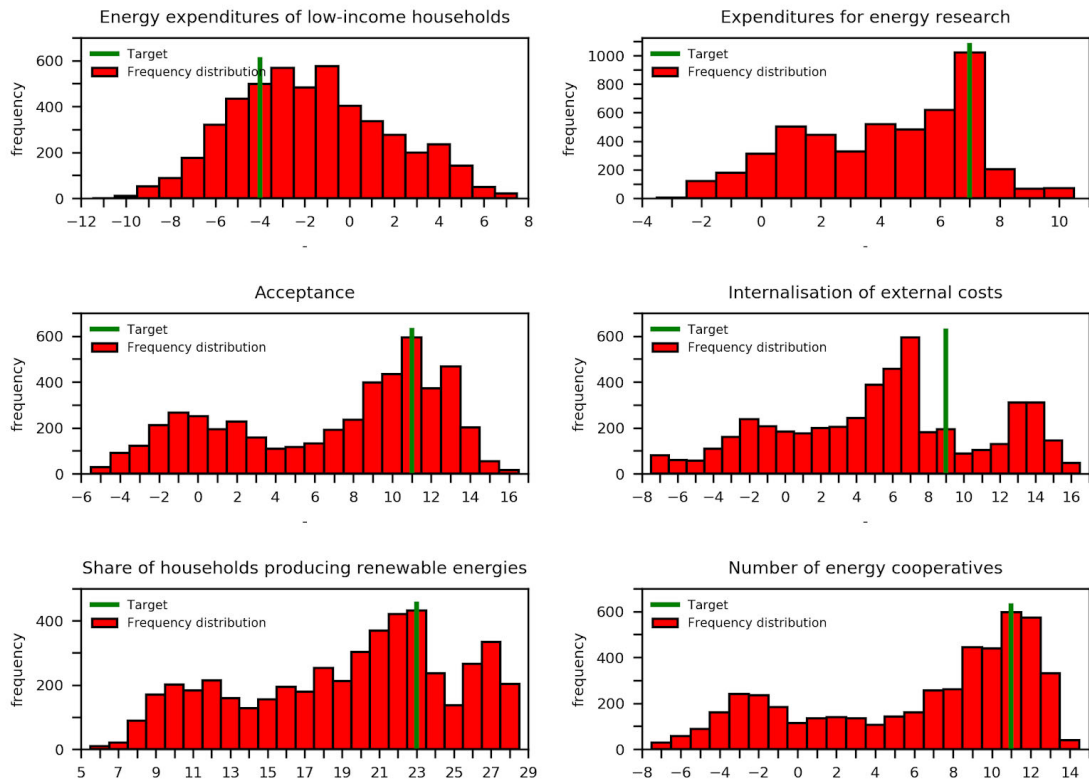 Energy expenditures of low-income households
Target
Frequency distribution
frequency
600
400
200
0
−12 −10 −8 −6 −4 −2 0 2 4 6 8
-
Expenditures for energy research
Target
Frequency distribution
frequency
1000
800
600
400
200
0
−4 −2 0 2 4 6 8 10
-
Acceptance
Target
Frequency distribution
frequency
600
400
200
0
−6 −4 −2 0 2 4 6 8 10 12 14 16
-
Internalisation of external costs
Target
Frequency distribution
frequency
600
400
200
0
−8 −6 −4 −2 0 2 4 6 8 10 12 14 16
-
Share of households producing renewable energies
Target
Frequency distribution
frequency
400
200
0
5 7 9 11 13 15 17 19 21 23 25 27 29
Number of energy cooperatives
Target
Frequency distribution
frequency
600
400
200
0
−8 −6 −4 −2 0 2 4 6 8 10 12 14